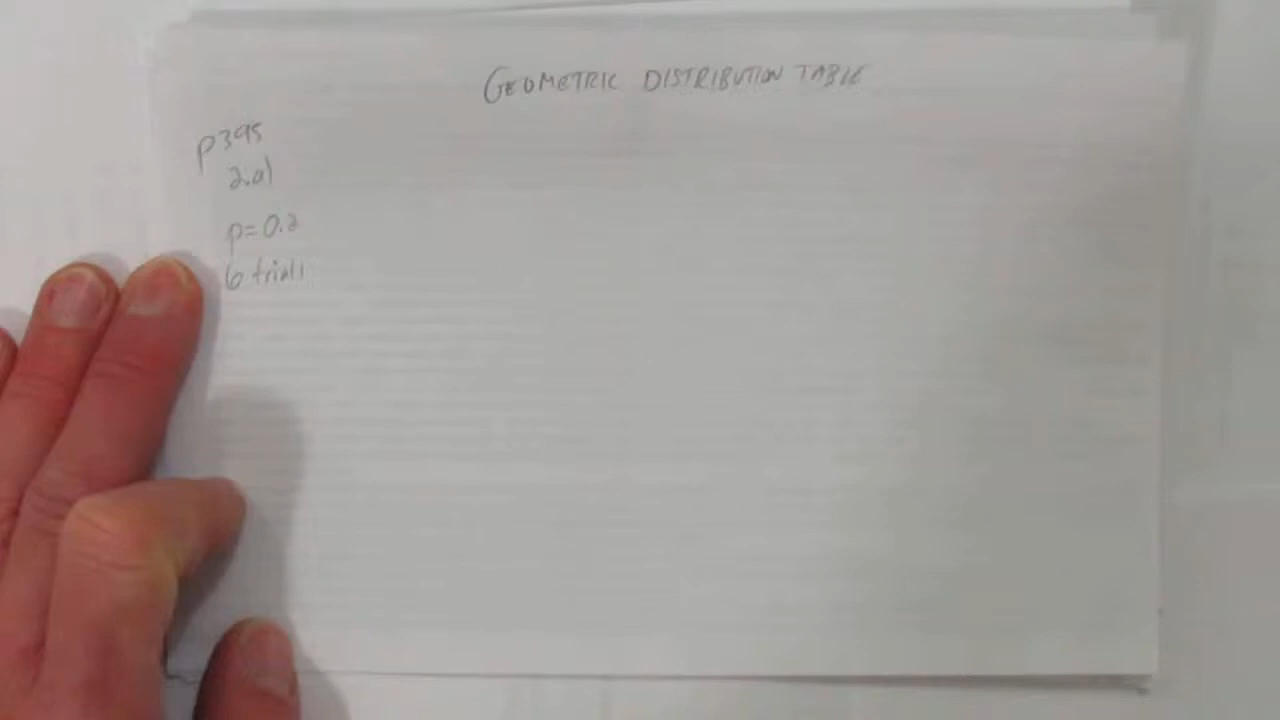 GEOMETRIC DISTRIBUTION TABLE
p395
2.a)
p=0.2
6 trials